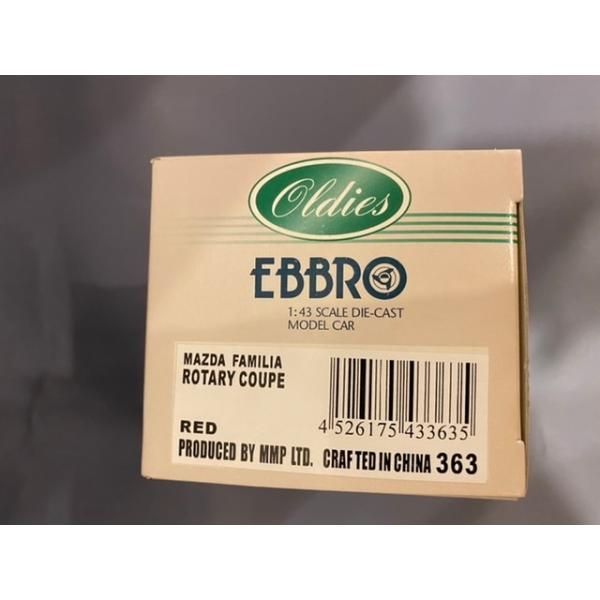 Oldies
EBBRO
1:43 SCALE DIE-CAST
MODEL CAR
MAZDA FAMILIA
ROTARY COUPE
RED
4 526175 433635
PRODUCED BY MMP LTD. CRAFTED IN CHINA 363